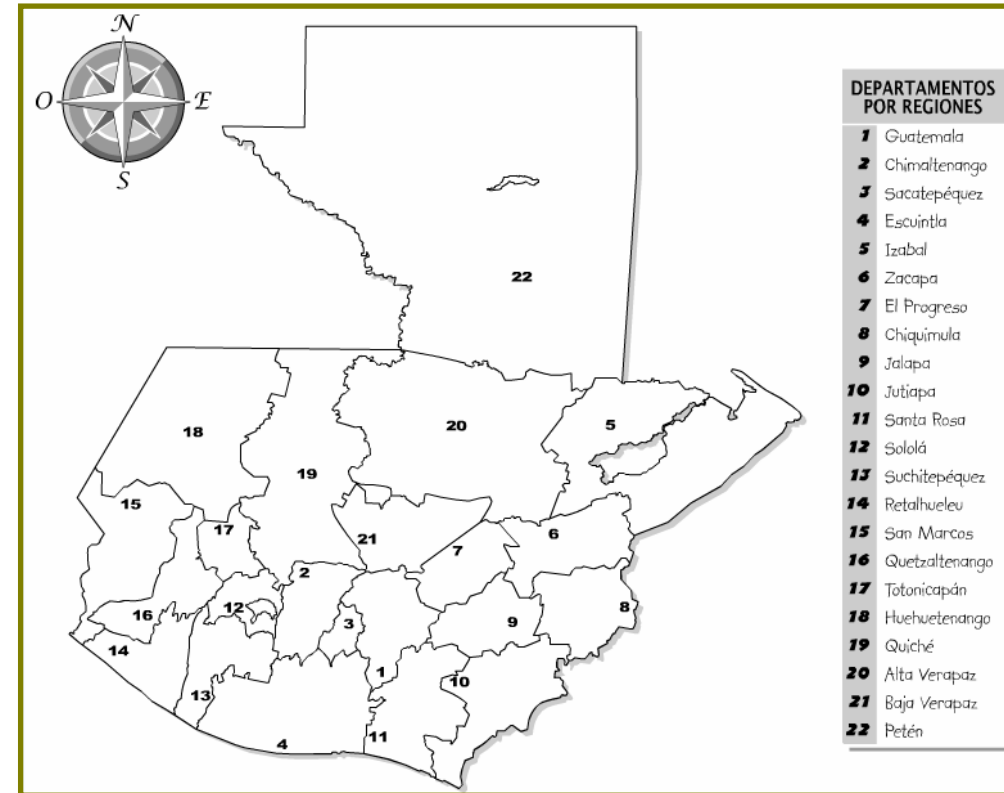 N
O
E
S
22
18
20
5
19
15
17
21
7
6
2
12
16
3
9
8
14
1
10
13
11
4
DEPARTAMENTOS
POR REGIONES
1 Guatemala
2 Chimaltenango
3 Sacatepéquez
4 Escuintla
5 Izabal
6 Zacapa
7 El Progreso
8 Chiquimula
9 Jalapa
10 Jutiapa
11 Santa Rosa
12 Sololá
13 Suchitepéquez
14 Retalhueleu
15 San Marcos
16 Quetzaltenango
17 Totonicapán
18 Huehuetenango
19 Quiché
20 Alta Verapaz
21 Baja Verapaz
22 Petén